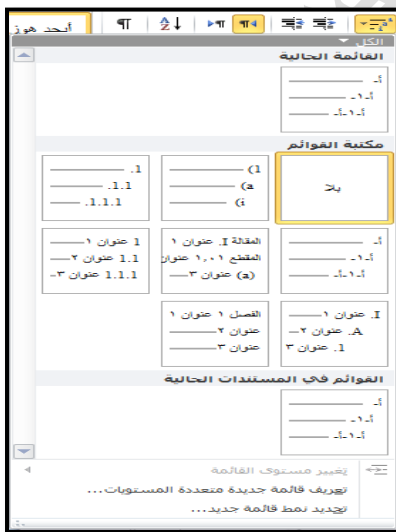 أبجد هوز
الكل
القائمة الحالية
أ-
أ-١-
أ-١-أ-
مكتبة القوائم
بلا
1)
a)
i)
1.
1.1.
1.1.1.
أ-
أ-١-
أ-١-أ-
المقالة I. عنوان ١
المقطع ١,٠١ عنوان
(a) عنوان ٣
1 عنوان ١
1.1 عنوان ٢
1.1.1 عنوان ٣
I. عنوان ١
A. عنوان ٢
1. عنوان ٣
الفصل ١ عنوان ١
عنوان ٢
عنوان ٣
القوائم في المستندات الحالية
أ-
أ-١-
أ-١-أ-
تغيير مستوى القائمة
تعريف قائمة جديدة متعددة المستويات...
تحديد نمط قائمة جديد...